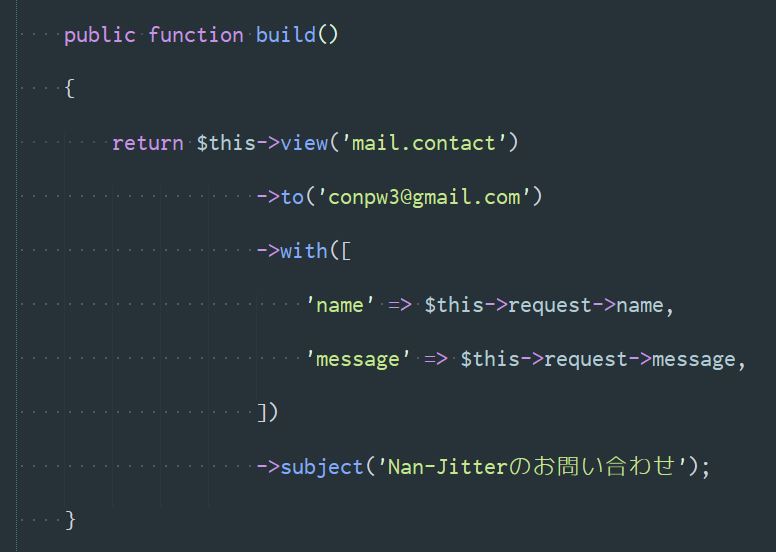 public function build()
{
return $this->view('mail.contact')
->to('conpw3@gmail.com')
->with([
'name' => $this->request->name,
'message' => $this->request->message,
])
->subject('Nan-Jitterのお問い合わせ');
}